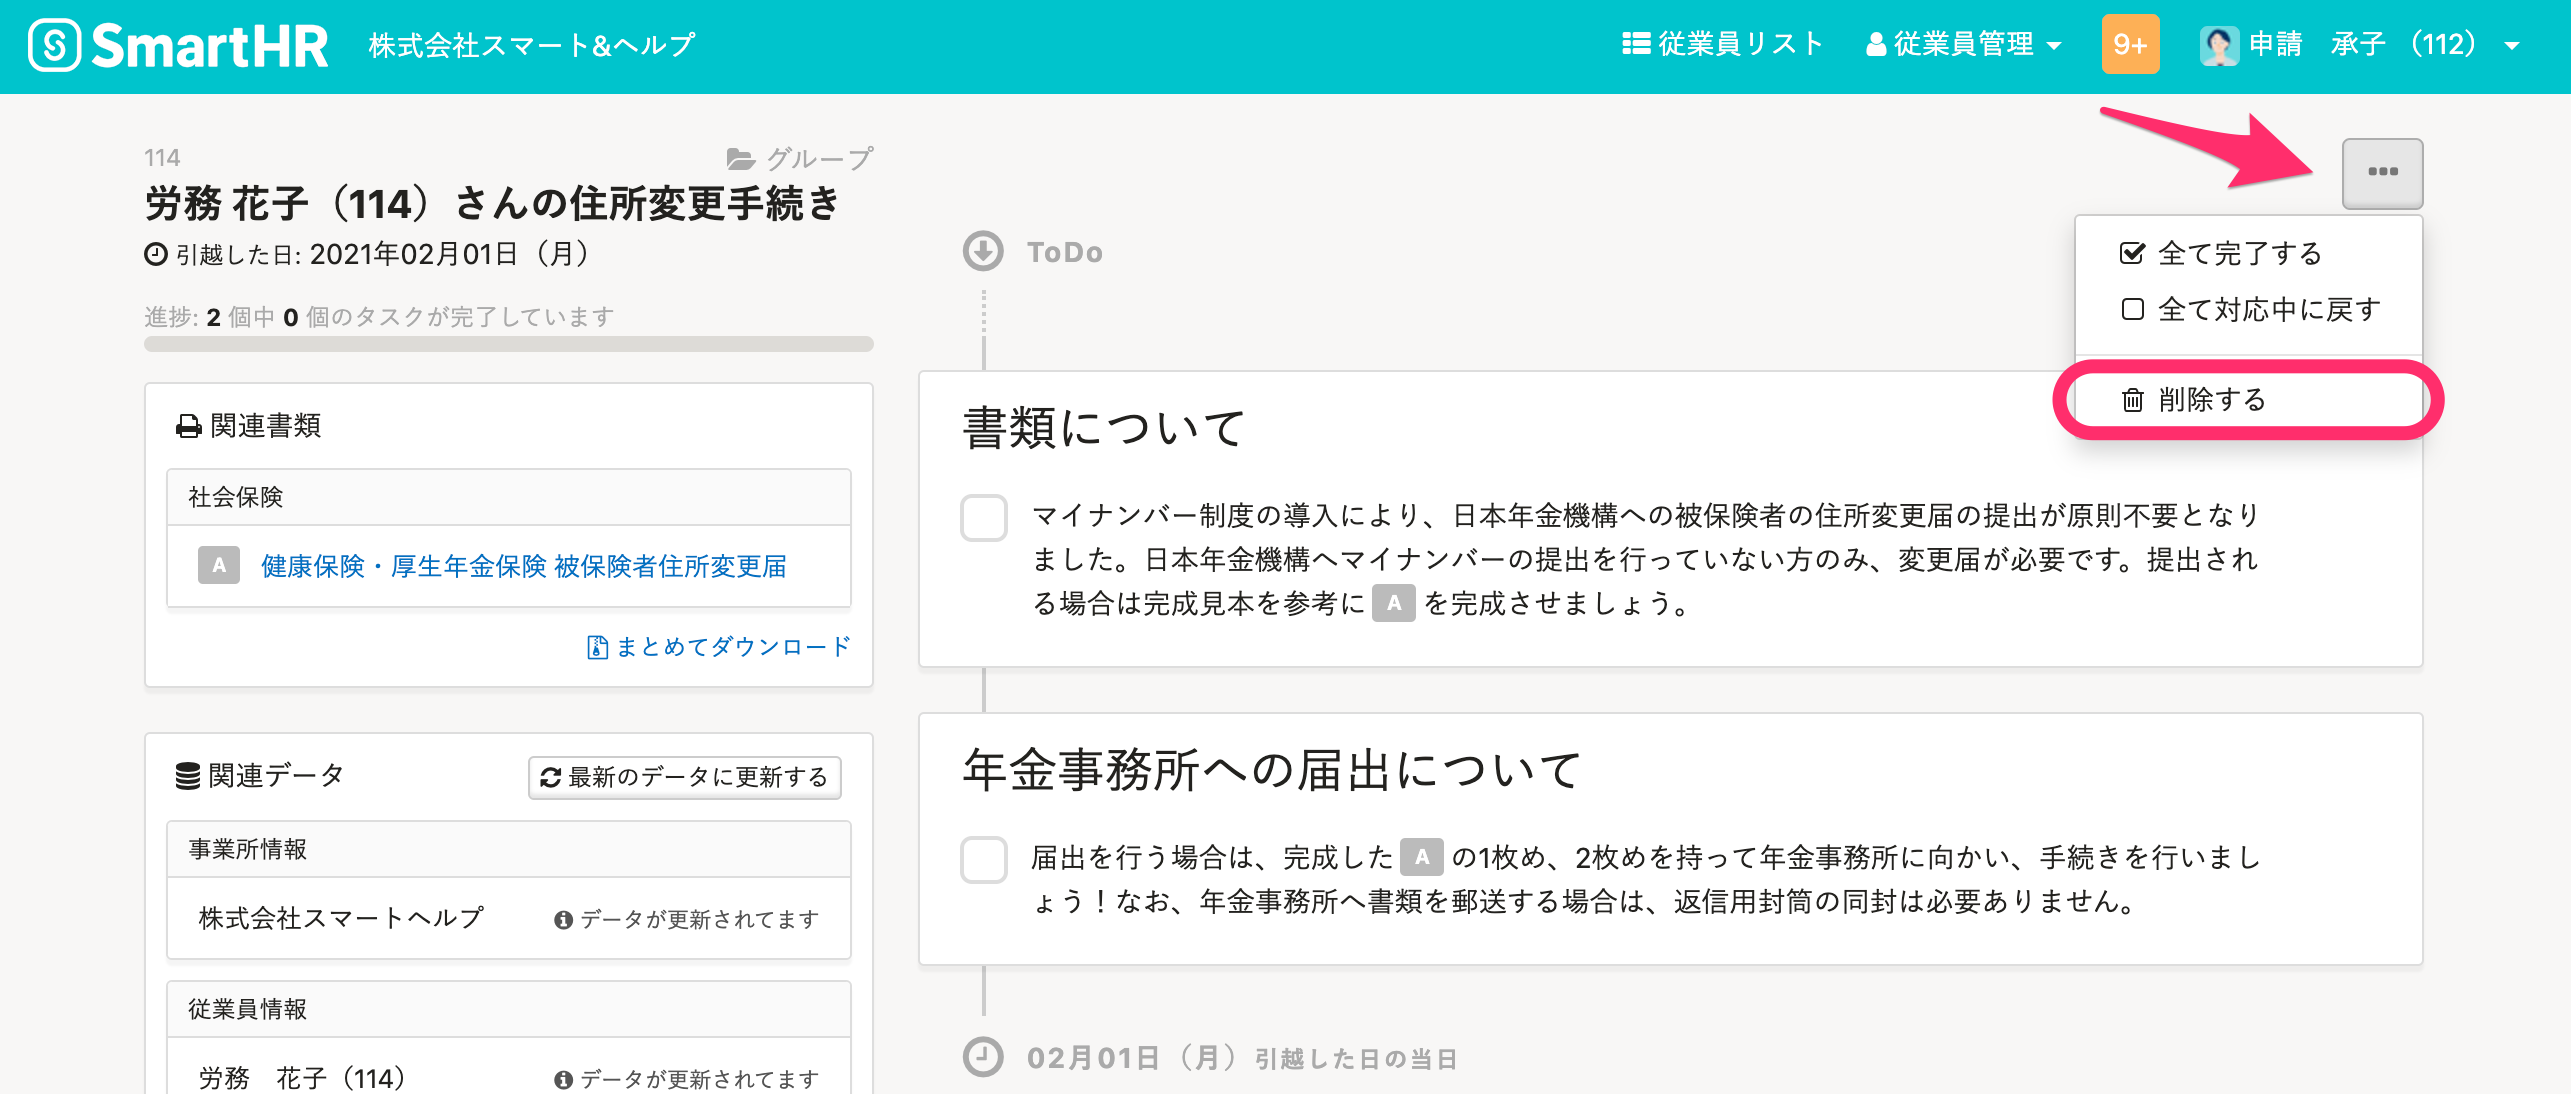 SmartHR 株式会社スマート&ヘルプ 従業員リスト 従業員管理 9+ 申請 承子 （112）
114 グループ
労務 花子（114）さんの住所変更手続き
引越した日: 2021年02月01日（月）
進捗: 2 個中 0 個のタスクが完了しています
関連書類
社会保険
A 健康保険・厚生年金保険 被保険者住所変更届
まとめてダウンロード
関連データ 最新のデータに更新する
事業所情報
株式会社スマートヘルプ データが更新されてます
従業員情報
労務 花子（114） データが更新されてます
...
全て完了する
全て対応中に戻す
削除する
ToDo
書類について
マイナンバー制度の導入により、日本年金機構への被保険者の住所変更届の提出が原則不要となり
ました。日本年金機構へマイナンバーの提出を行っていない方のみ、変更届が必要です。提出され
る場合は完成見本を参考に A を完成させましょう。
年金事務所への届出について
届出を行う場合は、完成した A の1枚め、2枚めを持って年金事務所に向かい、手続きを行いまし
ょう！なお、年金事務所へ書類を郵送する場合は、返信用封筒の同封は必要ありません。
02月01日（月）引越した日の当日